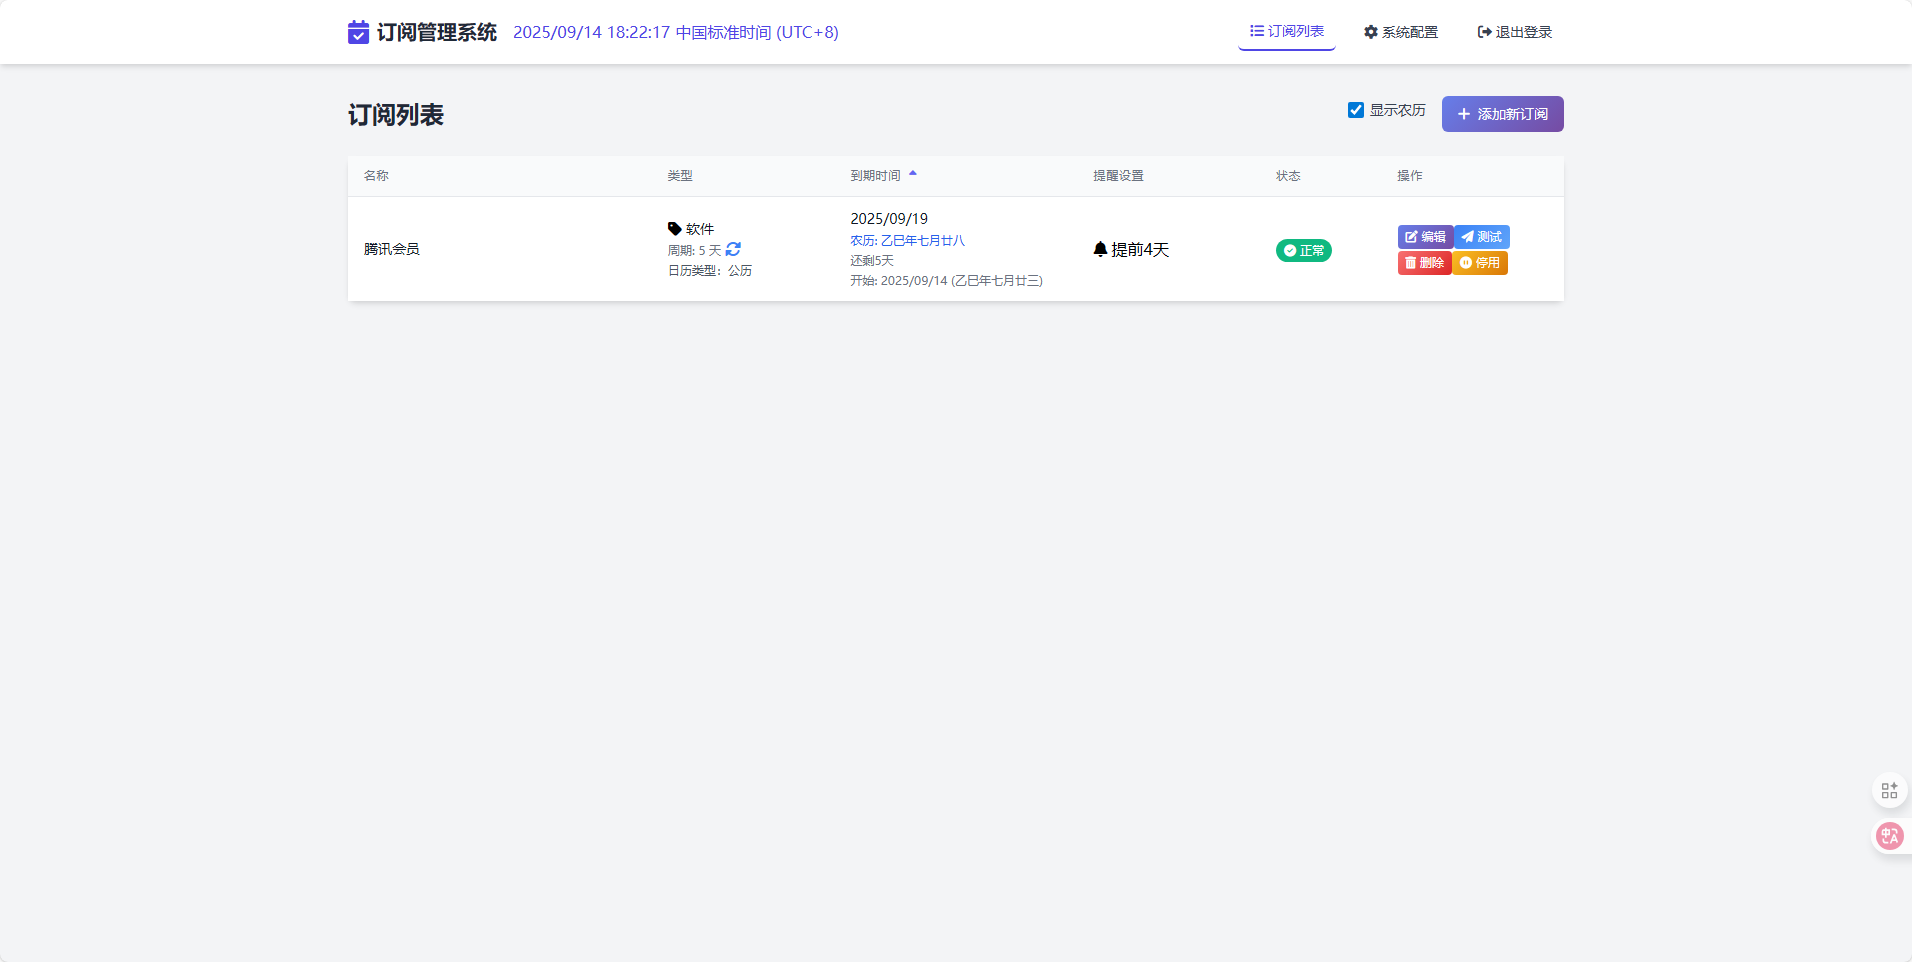 订阅管理系统 2025/09/14 18:22:17 中国标准时间 (UTC+8) 订阅列表 系统配置 退出登录
订阅列表 显示农历 添加新订阅
名称 类型 到期时间 提醒设置 状态 操作
腾讯会员
软件
周期: 5 天
日历类型：公历
2025/09/19
农历: 乙巳年七月廿八
还剩5天
开始: 2025/09/14 (乙巳年七月廿三)
提前4天
正常
编辑 测试
删除 停用